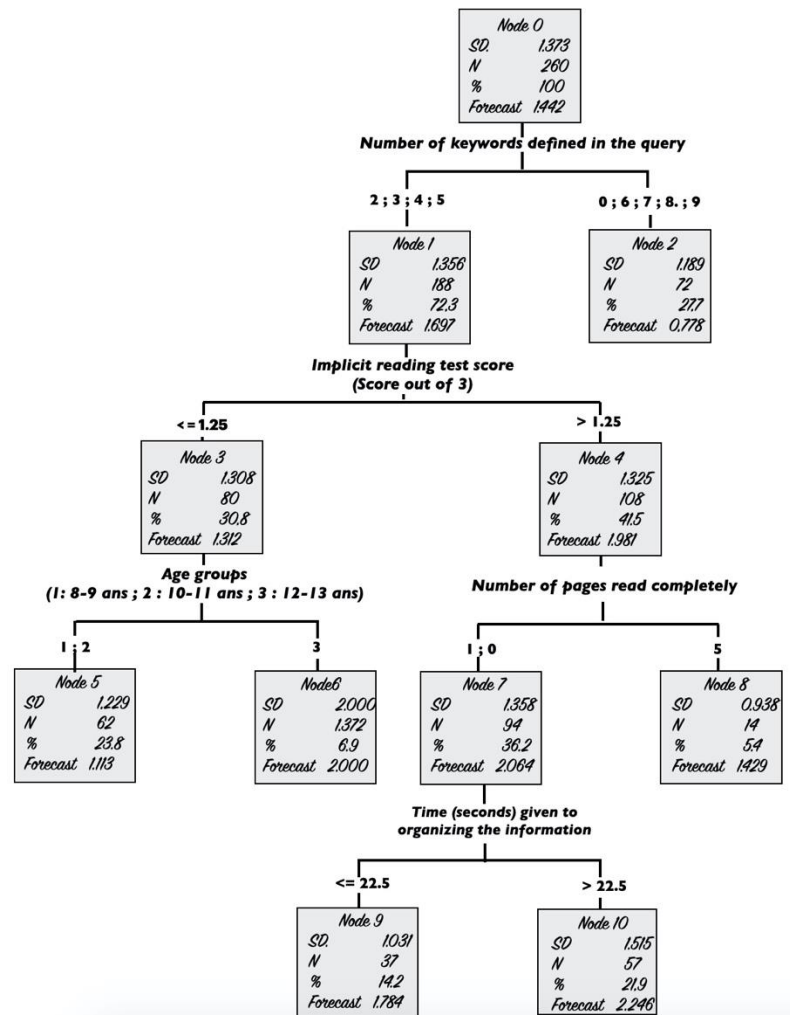 Node 0
SD. 1.373
N 260
% 100
Forecast 1.442
Number of keywords defined in the query
2 ; 3 ; 4 ; 5
0 ; 6 ; 7 ; 8. ; 9
Node 1
SD 1.356
N 188
% 72,3
Forecast 1.697
Node 2
SD 1.189
N 72
% 27,7
Forecast 0.778
Implicit reading test score
(Score out of 3)
<= 1.25
> 1.25
Node 3
SD 1.308
N 80
% 30.8
Forecast 1.312
Node 4
SD 1.325
N 108
% 41.5
Forecast 1.981
Age groups
(1: 8-9 ans ; 2 : 10-11 ans ; 3 : 12-13 ans)
Number of pages read completely
1 ; 2
3
1 ; 0
5
Node 5
SD 1,229
N 62
% 23.8
Forecast 1.113
Node6
SD 2.000
N 1.372
% 6.9
Forecast 2.000
Node 7
SD 1.358
N 94
% 36.2
Forecast 2.064
Node 8
SD 0.938
N 14
% 5.4
Forecast 1.429
Time (seconds) given to
organizing the information
<= 22.5
> 22.5
Node 9
SD. 1.031
N 37
% 14.2
Forecast 1.784
Node 10
SD 1.515
N 57
% 21.9
Forecast 2.246